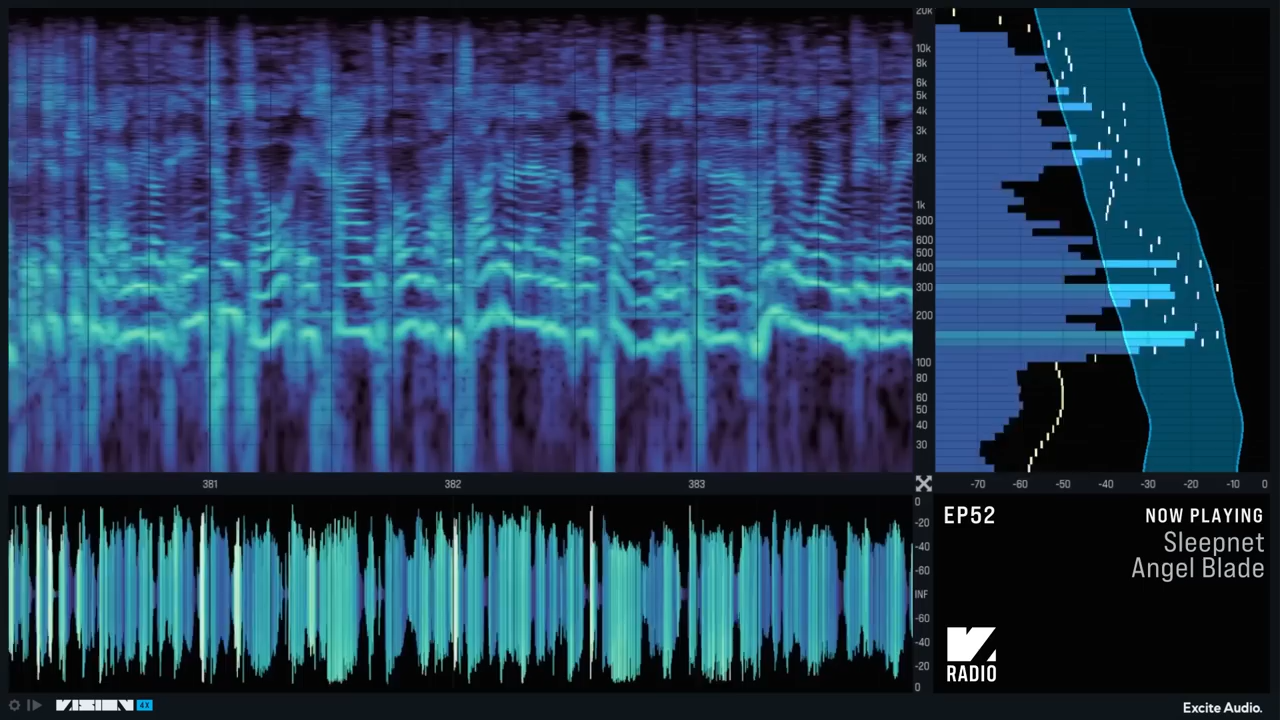 20k
10k
8k
6k
5k
4k
3k
2k
1k
800
600
500
400
300
200
100
80
60
50
40
30
381 382 383
-70 -60 -50 -40 -30 -20 -10 0
0
-20
-40
-60
INF
-60
-40
-20
0
EP52
NOW PLAYING
Sleepnet
Angel Blade
RADIO
VISION 4X
Excite Audio.